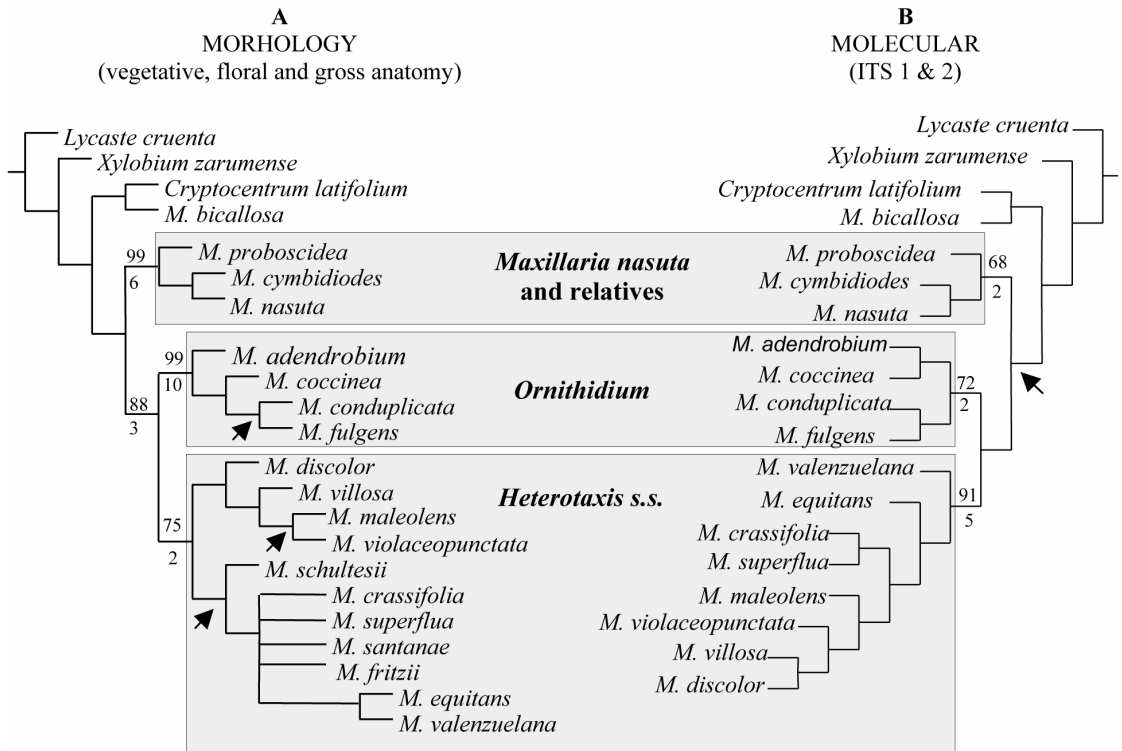 A
MORHOLOGY
(vegetative, floral and gross anatomy)
Lycaste cruenta
Xylobium zarumense
Cryptocentrum latifolium
M. bicallosa
99
6
M. proboscidea
M. cymbidiodes
M. nasuta
99
10
M. adendrobium
M. coccinea
M. conduplicata
M. fulgens
88
3
75
2
M. discolor
M. villosa
M. maleolens
M. violaceopunctata
M. schultesii
M. crassifolia
M. superflua
M. santanae
M. fritzii
M. equitans
M. valenzuelana
Maxillaria nasuta
and relatives
Ornithidium
Heterotaxis s.s.
B
MOLECULAR
(ITS 1 & 2)
Lycaste cruenta
Xylobium zarumense
Cryptocentrum latifolium
M. bicallosa
M. proboscidea
M. cymbidiodes
M. nasuta
68
2
M. adendrobium
M. coccinea
M. conduplicata
M. fulgens
72
2
M. valenzuelana
M. equitans
M. crassifolia
M. superflua
M. maleolens
M. violaceopunctata
M. villosa
M. discolor
91
5